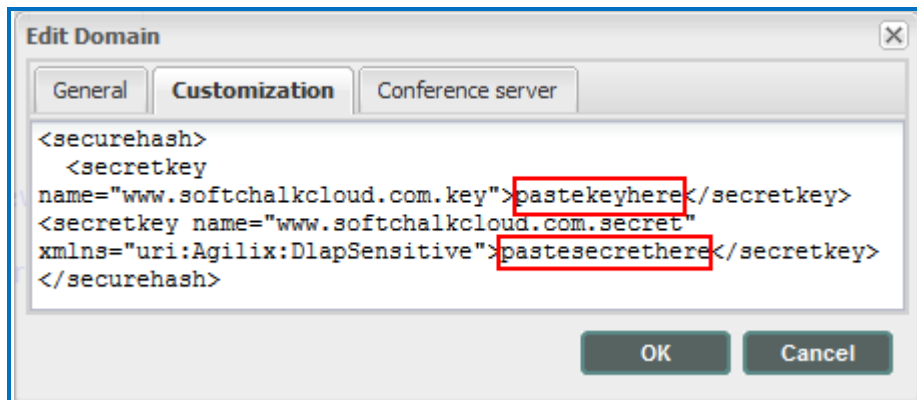 Edit Domain
General Customization Conference server
<securehash>
<secretkey
name="www.softchalkcloud.com.key">pastekeyhere</secretkey>
<secretkey name="www.softchalkcloud.com.secret"
xmlns="uri:Agilix:DlapSensitive">pastesecrethere</secretkey>
</securehash>
OK Cancel